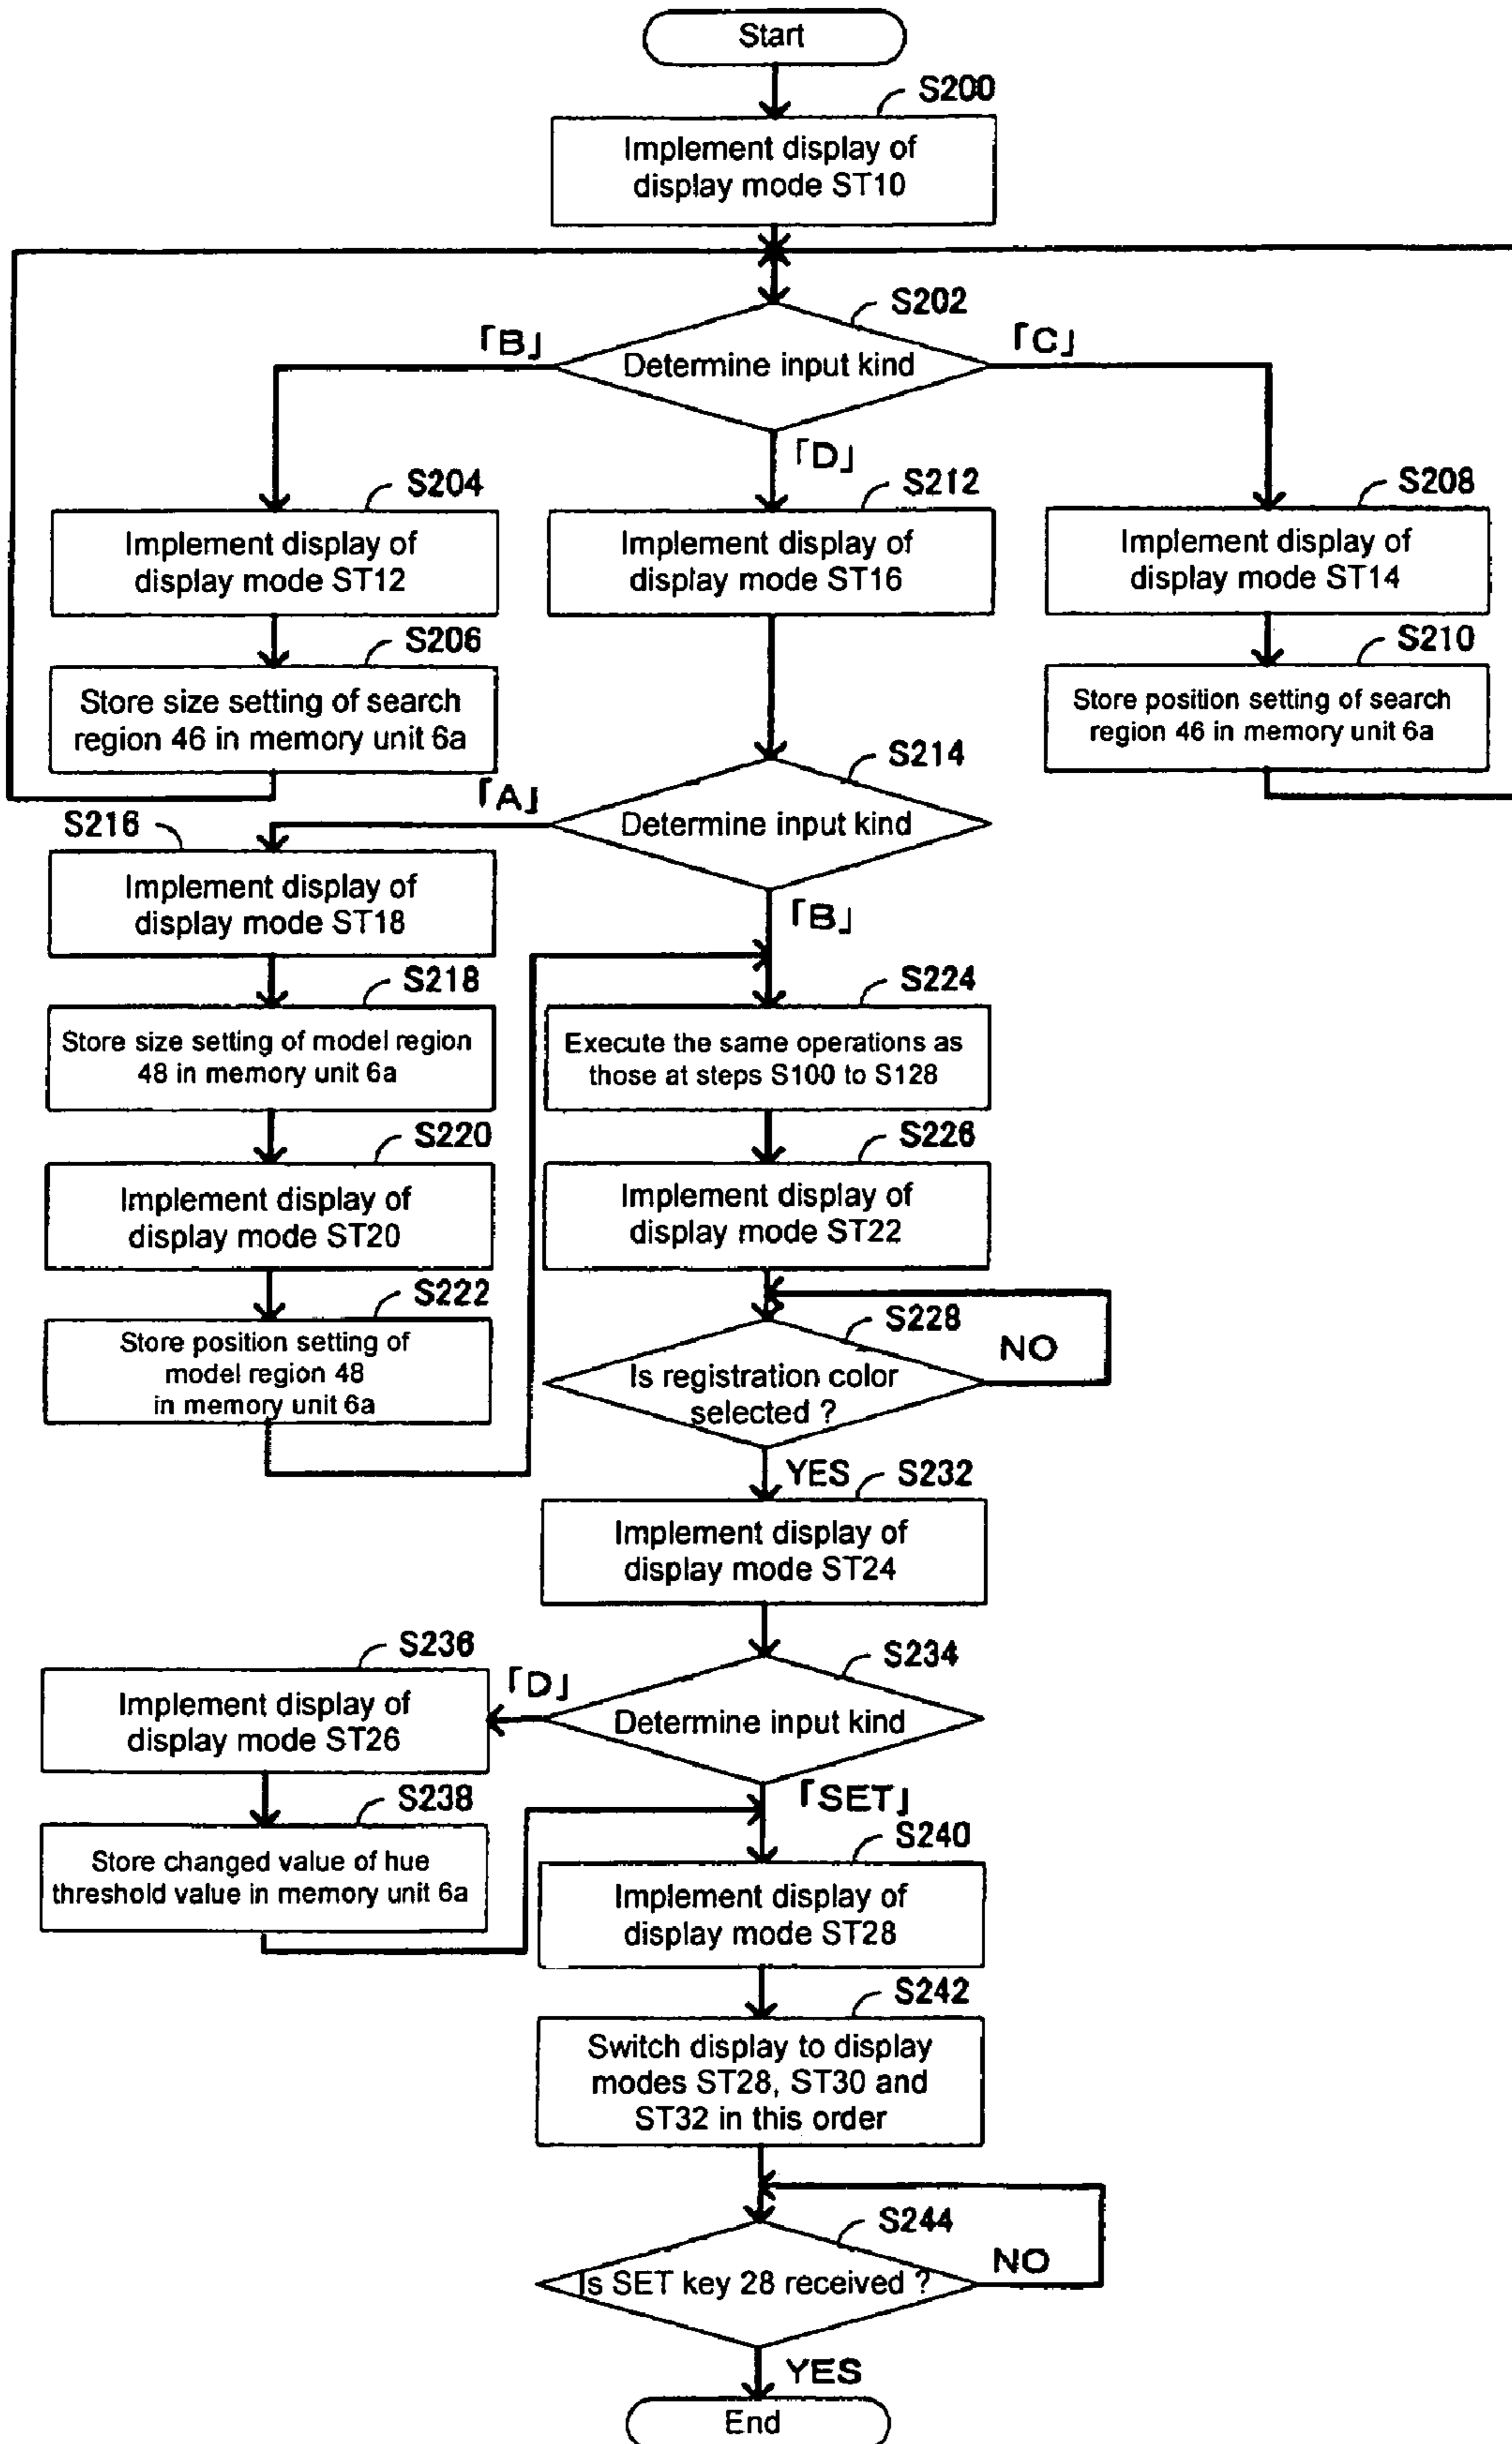 Start
S200
Implement display of
display mode ST10
S202
「B」
「C」
Determine input kind
「D」
S204
S212
S208
Implement display of
display mode ST12
Implement display of
display mode ST16
Implement display of
display mode ST14
S206
S210
Store size setting of search
region 46 in memory unit 6a
Store position setting of search
region 46 in memory unit 6a
S214
「A」
Determine input kind
S216
Implement display of
display mode ST18
「B」
S218
S224
Store size setting of model region
48 in memory unit 6a
Execute the same operations as
those at steps S100 to S128
S220
S226
Implement display of
display mode ST20
Implement display of
display mode ST22
S222
S228
NO
Store position setting of
model region 48
in memory unit 6a
Is registration color
selected ?
YES
S232
Implement display of
display mode ST24
S236
S234
「D」
Implement display of
display mode ST26
Determine input kind
「SET」
S238
S240
Store changed value of hue
threshold value in memory unit 6a
Implement display of
display mode ST28
S242
Switch display to display
modes ST28, ST30 and
ST32 in this order
S244
NO
Is SET key 28 received ?
YES
End